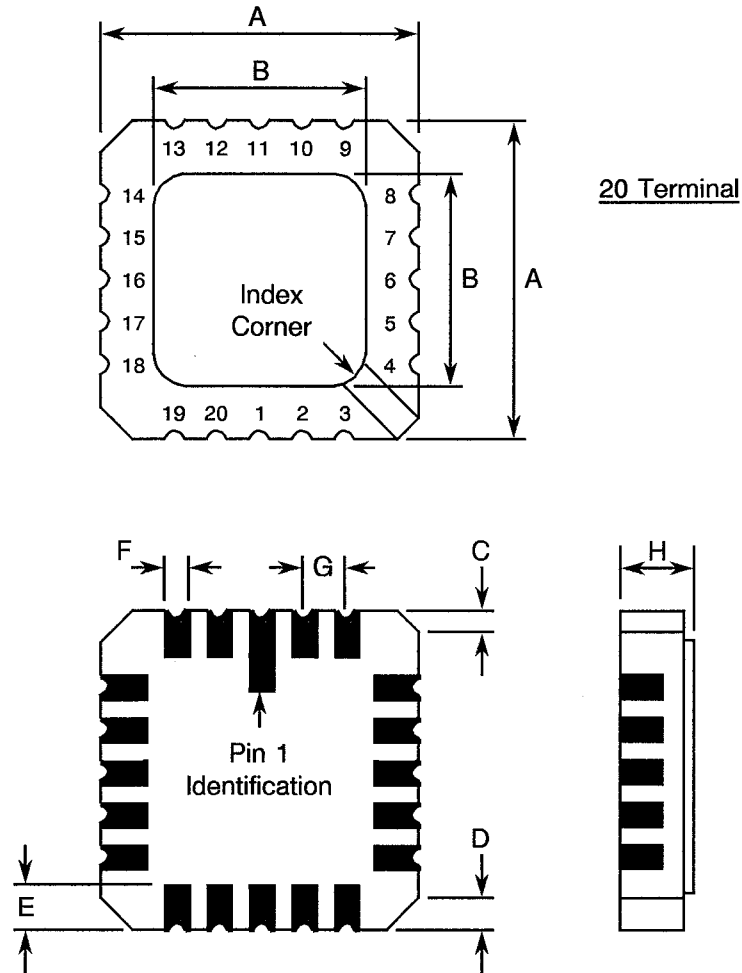 A
B
13 12 11 10 9
14 8
20 Terminal
15 7
16 6
B A
Index
Corner
17 5
18 4
19 20 1 2 3
F G C H
Pin 1
Identification
D
E